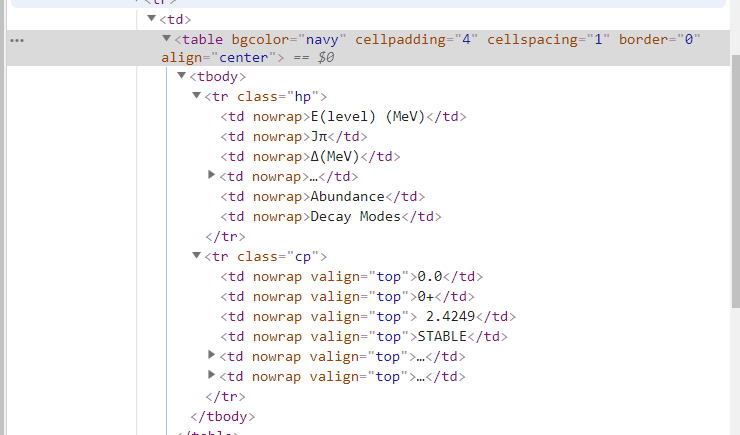 <td>
<table bgcolor="navy" cellpadding="4" cellspacing="1" border="0"
align="center"> == $0
<tbody>
<tr class="hp">
<td nowrap>E(level) (MeV)</td>
<td nowrap>Jπ</td>
<td nowrap>Δ(MeV)</td>
<td nowrap>…</td>
<td nowrap>Abundance</td>
<td nowrap>Decay Modes</td>
</tr>
<tr class="cp">
<td nowrap valign="top">0.0</td>
<td nowrap valign="top">0+</td>
<td nowrap valign="top"> 2.4249</td>
<td nowrap valign="top">STABLE</td>
<td nowrap valign="top">…</td>
<td nowrap valign="top">…</td>
</tr>
</tbody>